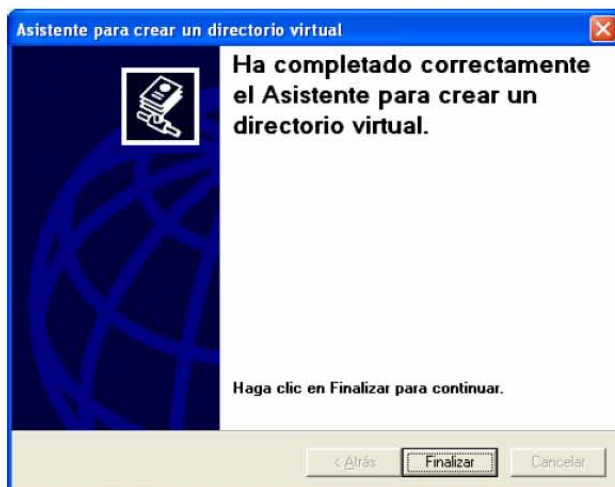 Asistente para crear un directorio virtual
Ha completado correctamente
el Asistente para crear un
directorio virtual.
Haga clic en Finalizar para continuar.
< Atrás Finalizar Cancelar